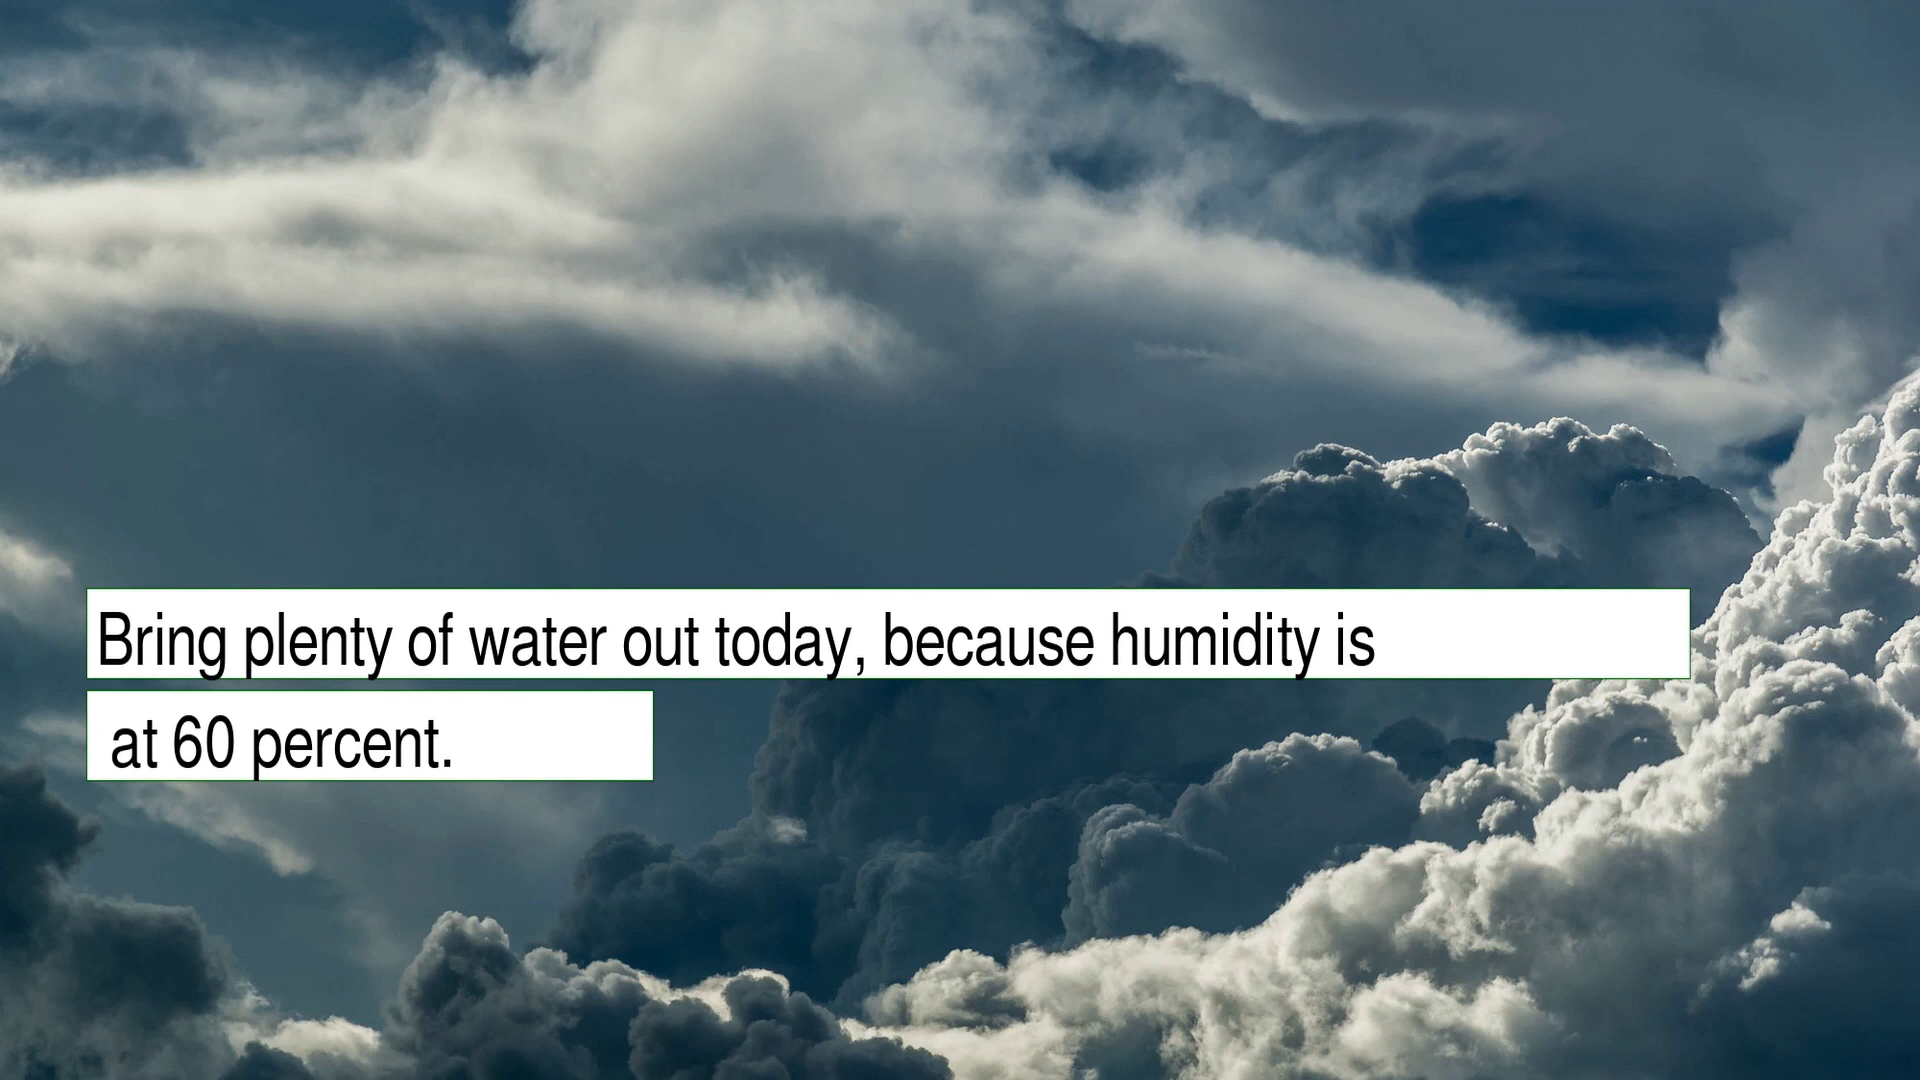 Bring plenty of water out today, because humidity is
at 60 percent.